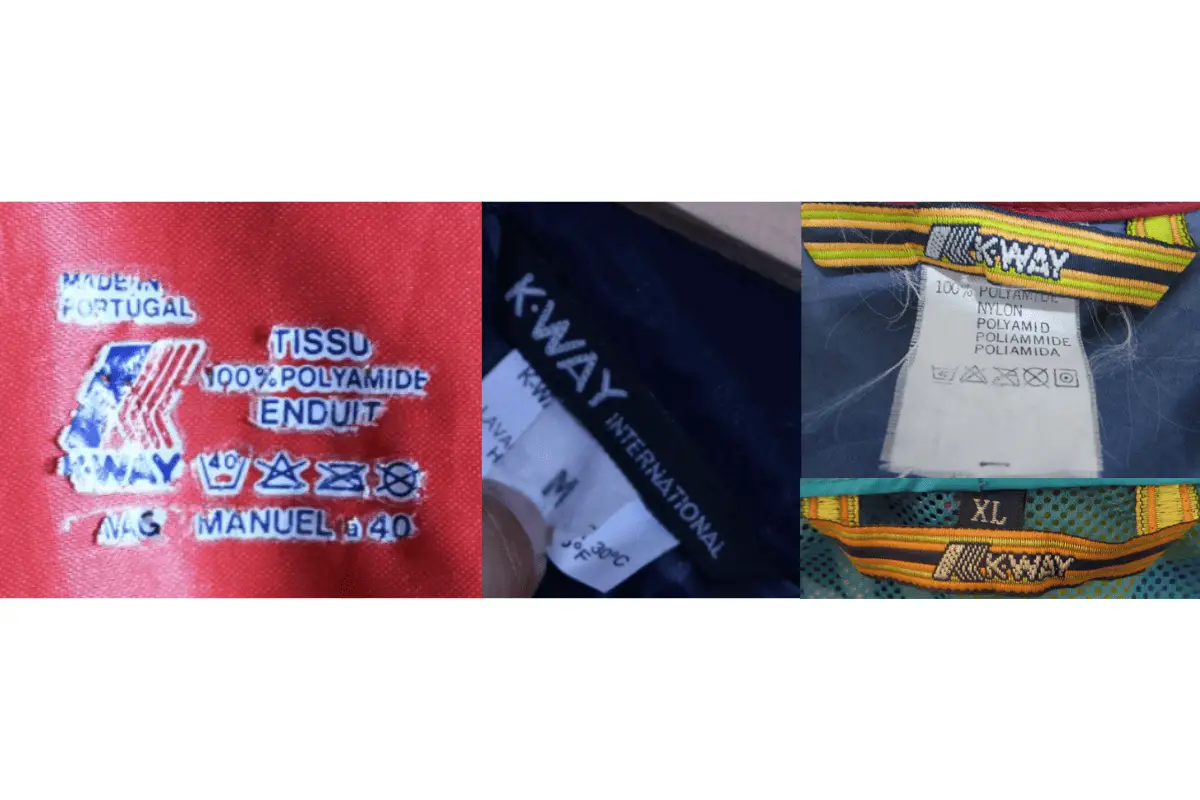 MADE IN
PORTUGAL
K·WAY
TISSU
100% POLYAMIDE
ENDUIT
40
MANUEL à 40
K·WAY INTERNATIONAL
M
30°C
°F
K·WAY
100% POLYAMIDE
NYLON
POLYAMID
POLIAMMIDE
POLIAMIDA
XL
K·WAY